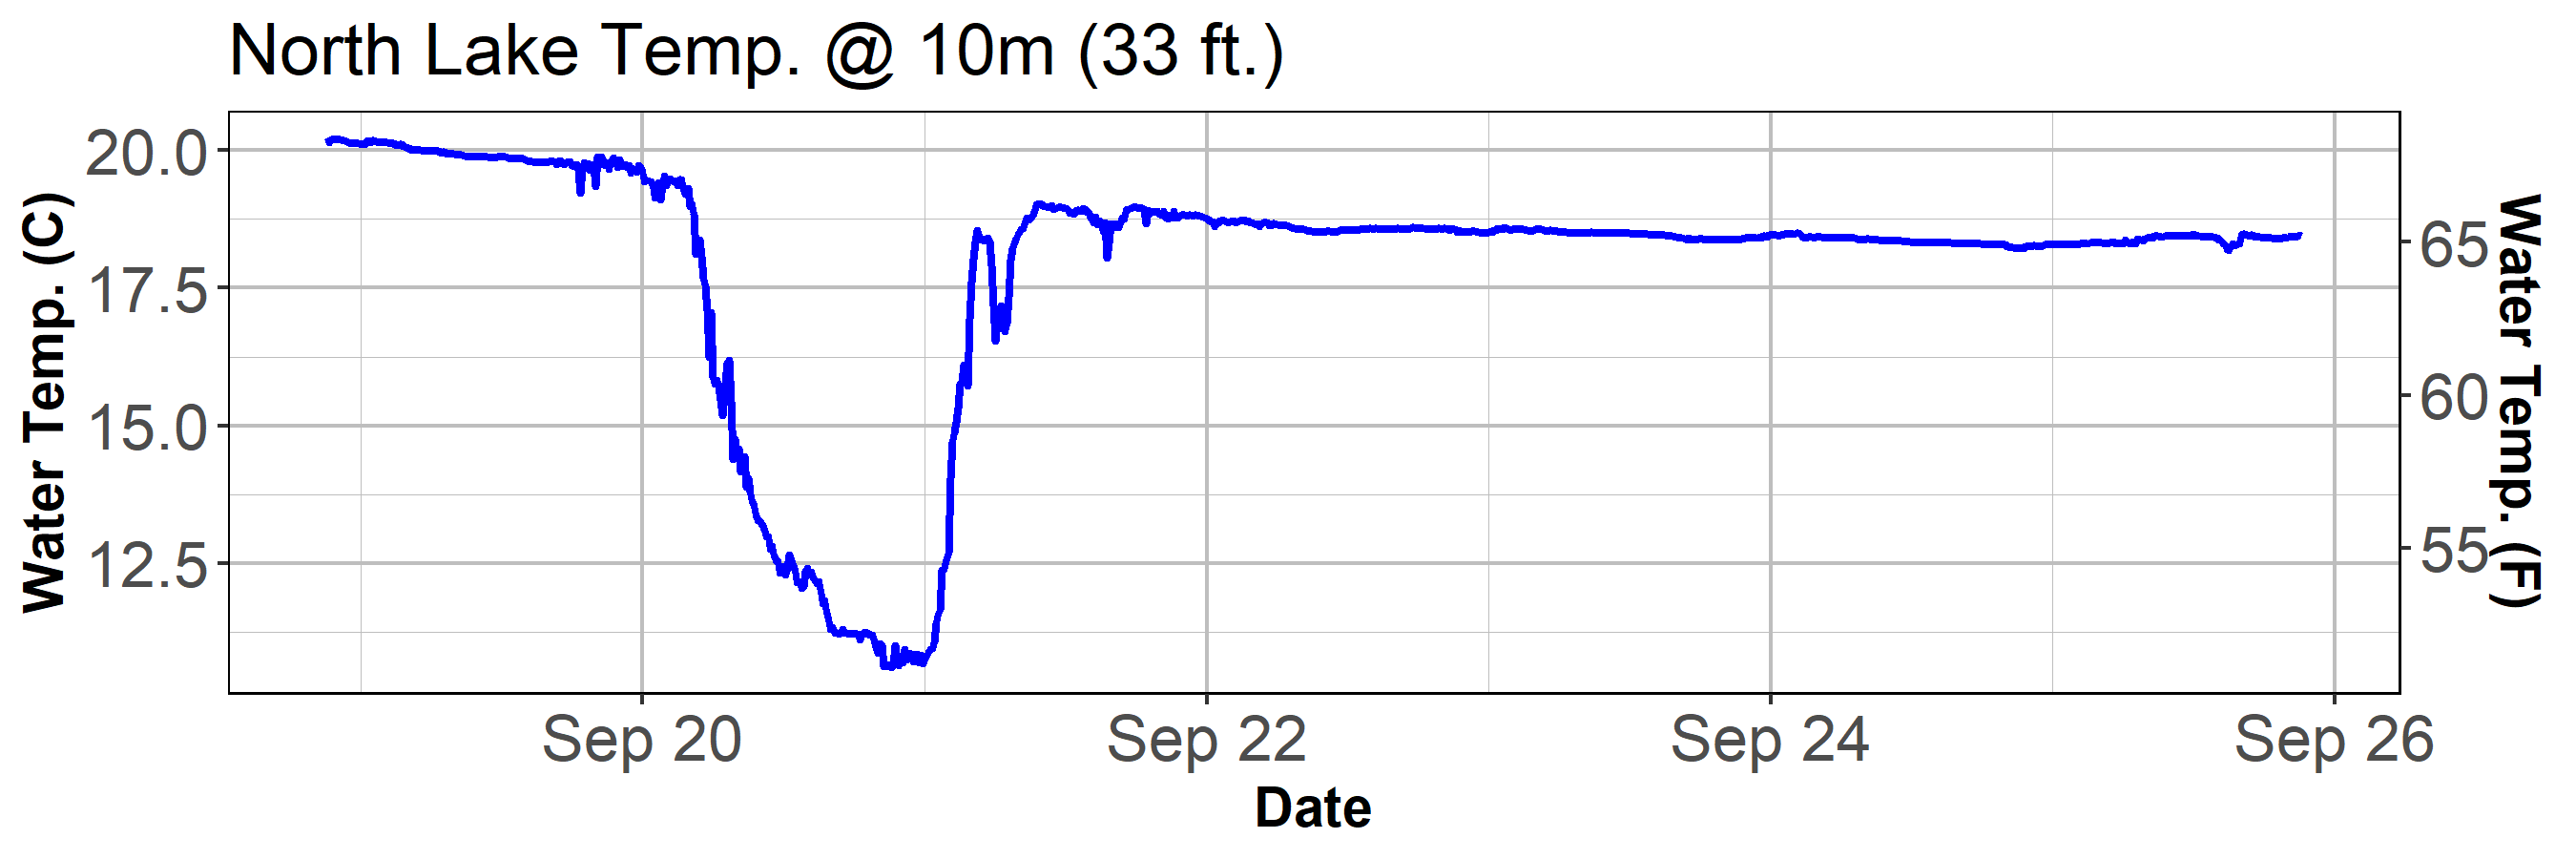 North Lake Temp. @ 10m (33 ft.)
Water Temp. (C)
20.0
17.5
15.0
12.5
65
60
55
Water Temp. (F)
Sep 20 Sep 22 Sep 24 Sep 26
Date